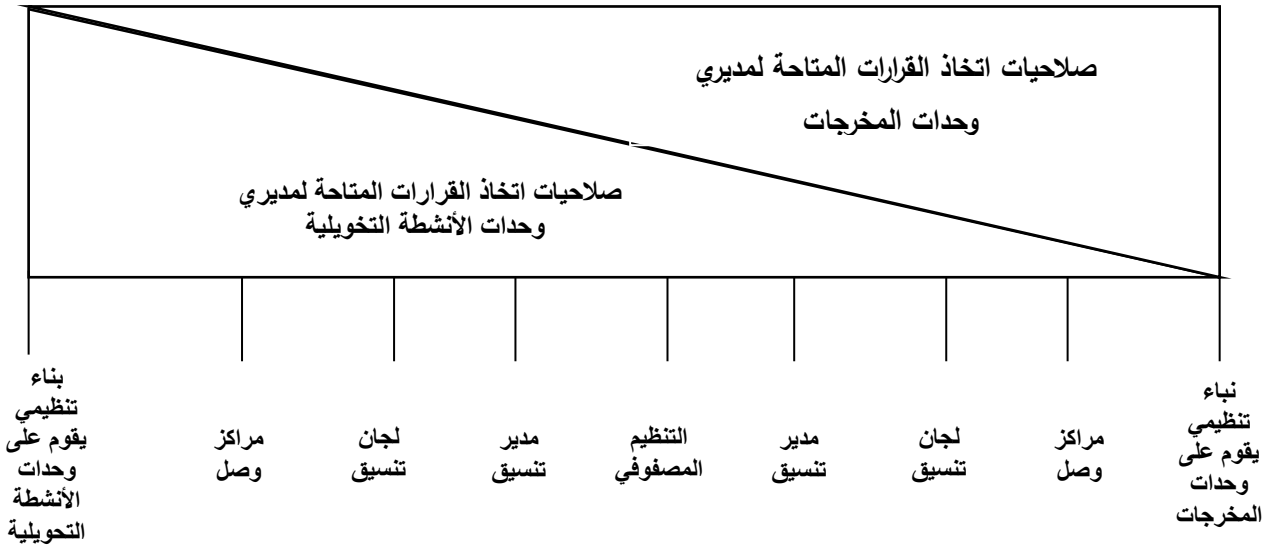 صلاحيات اتخاذ القرارات المتاحة لمديري
وحدات المخرجات
صلاحيات اتخاذ القرارات المتاحة لمديري
وحدات الأنشطة التخويلية
نباء
تنظيمي
يقوم على
وحدات
المخرجات
مراكز
وصل
لجان
تنسيق
مدير
تنسيق
التنظيم
المصفوفي
مدير
تنسيق
لجان
تنسيق
مراكز
وصل
بناء
تنظيمي
يقوم على
وحدات
الأنشطة
التحويلية